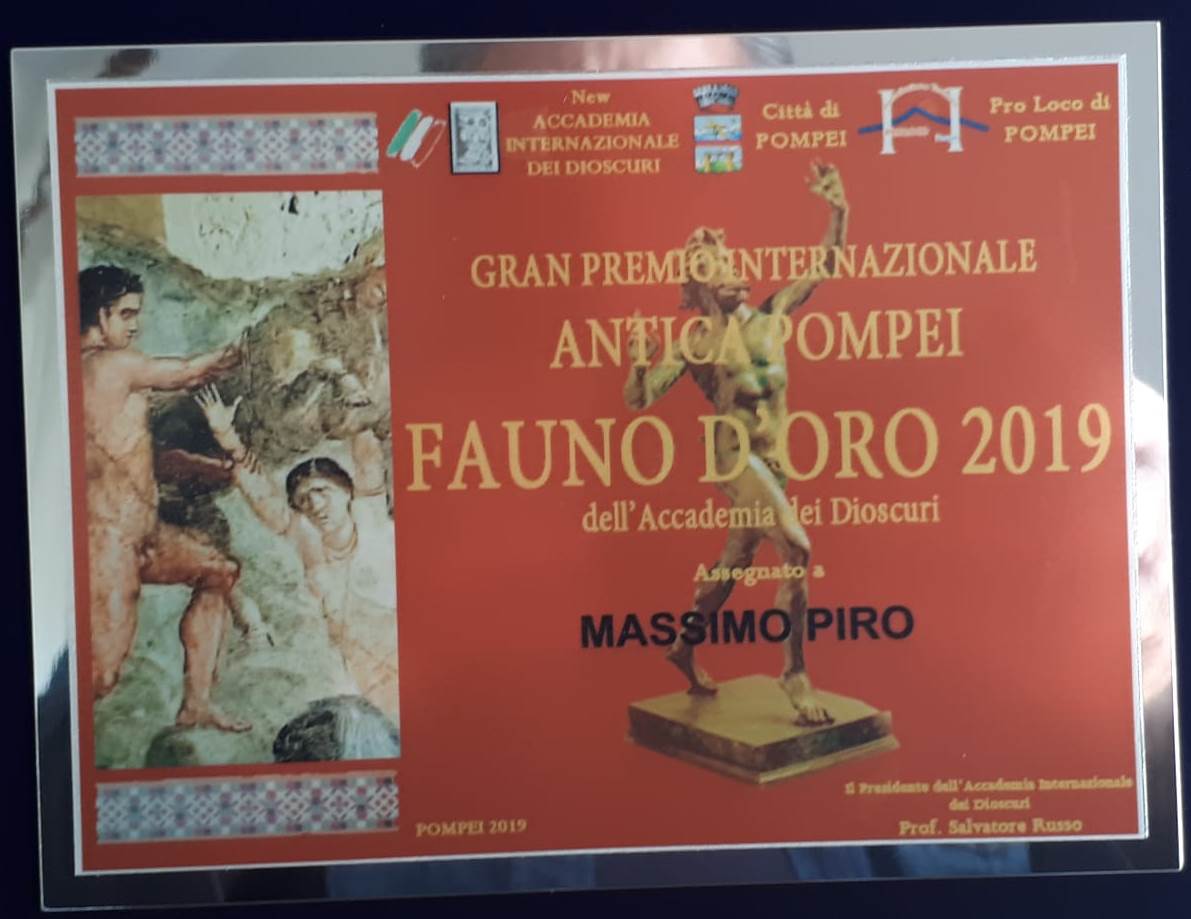 New
ACCADEMIA
INTERNAZIONALE
DEI DIOSCURI
Città di
POMPEI
Pro Loco di
POMPEI
GRAN PREMIO INTERNAZIONALE
ANTICA POMPEI
FAUNO D'ORO 2019
dell'Accademia dei Dioscuri
Assegnato a
MASSIMO PIRO
POMPEI 2019
Il Presidente dell'Accademia Internazionale
dei Dioscuri
Prof. Salvatore Russo